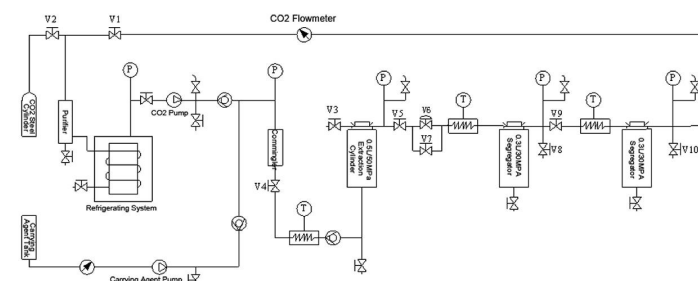 V2
V1
CO2 Flowmeter
CO2 Steel
Cylinder
Purifier
P
CO2 Pump
Refrigerating System
P
Commingler
V4
Carrying
Agent Tank
Carrying Agent Pump
T
V3
P
0.5L/50MPa
Extraction
Cylinder
V5
V6
V7
T
0.3L/30MPA
Segregator
P
V9
V8
T
0.3L/30MPA
Segregator
P
V10